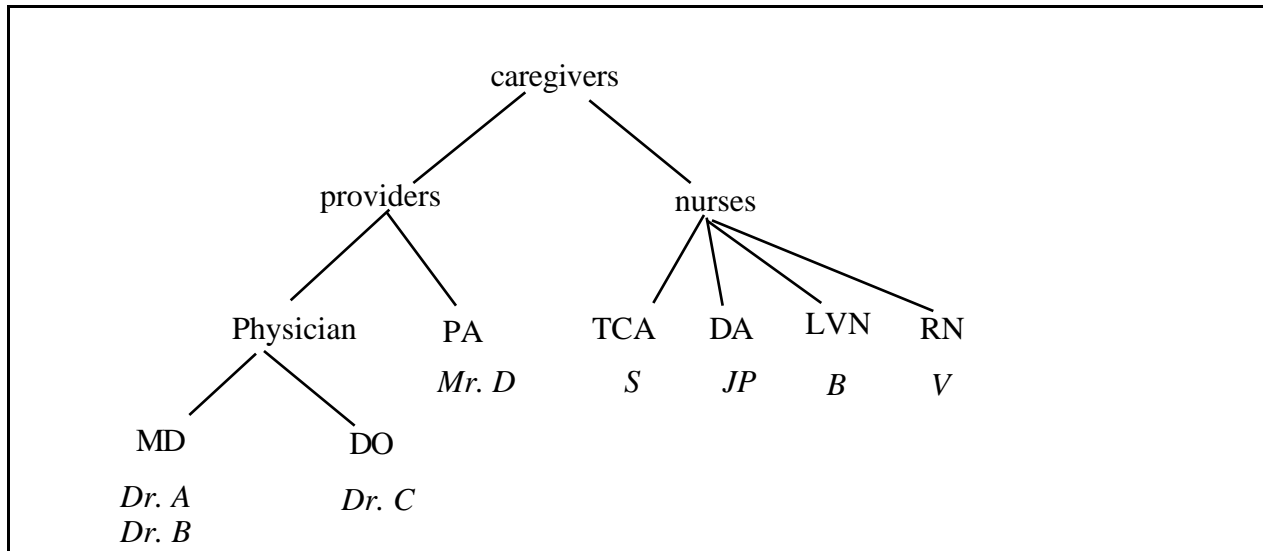 caregivers
providers nurses
Physician PA TCA DA LVN RN
Mr. D S JP B V
MD DO
Dr. A Dr. C
Dr. B